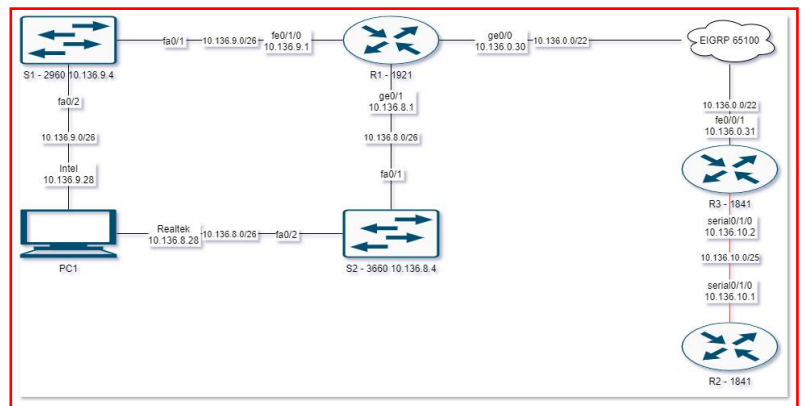 fa0/1
10.136.9.0/26
fe0/1/0
10.136.9.1
ge0/0
10.136.0.30
10.136.0.0/22
EIGRP 65100
S1 - 2960 10.136.9.4
R1 - 1921
fa0/2
ge0/1
10.136.8.1
10.136.0.0/22
fe0/0/1
10.136.0.31
10.136.9.0/26
10.136.8.0/26
Intel
10.136.9.28
fa0/1
R3 - 1841
Realtek
10.136.8.28
10.136.8.0/26
fa0/2
serial0/1/0
10.136.10.2
PC1
S2 - 3660 10.136.8.4
10.136.10.0/25
serial0/1/0
10.136.10.1
R2 - 1841